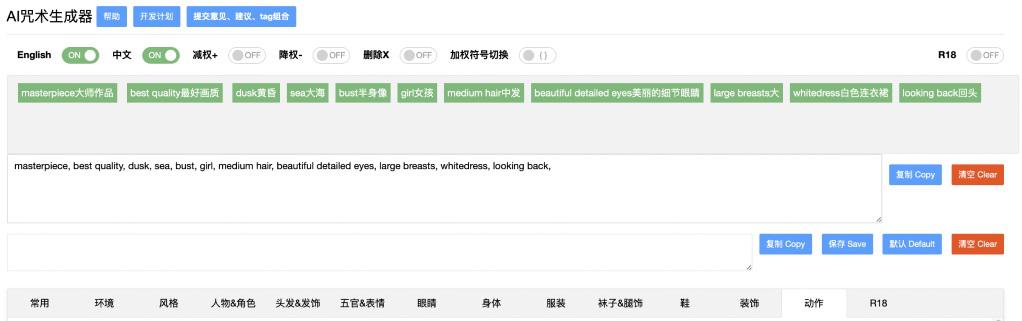 AI咒术生成器 帮助 开发计划 提交意见、建议、tag组合
English ON 中文 ON 减权+ OFF 降权- OFF 删除X OFF 加权符号切换 { } R18 OFF
masterpiece大师作品 best quality最好画质 dusk黄昏 sea大海 bust半身像 girl女孩 medium hair中发 beautiful detailed eyes美丽的细节眼睛 large breasts大 whitedress白色连衣裙 looking back回头
masterpiece, best quality, dusk, sea, bust, girl, medium hair, beautiful detailed eyes, large breasts, whitedress, looking back,
复制 Copy 清空 Clear
复制 Copy 保存 Save 默认 Default 清空 Clear
常用 环境 风格 人物&角色 头发&发饰 五官&表情 眼睛 身体 服装 袜子&腿饰 鞋 装饰 动作 R18